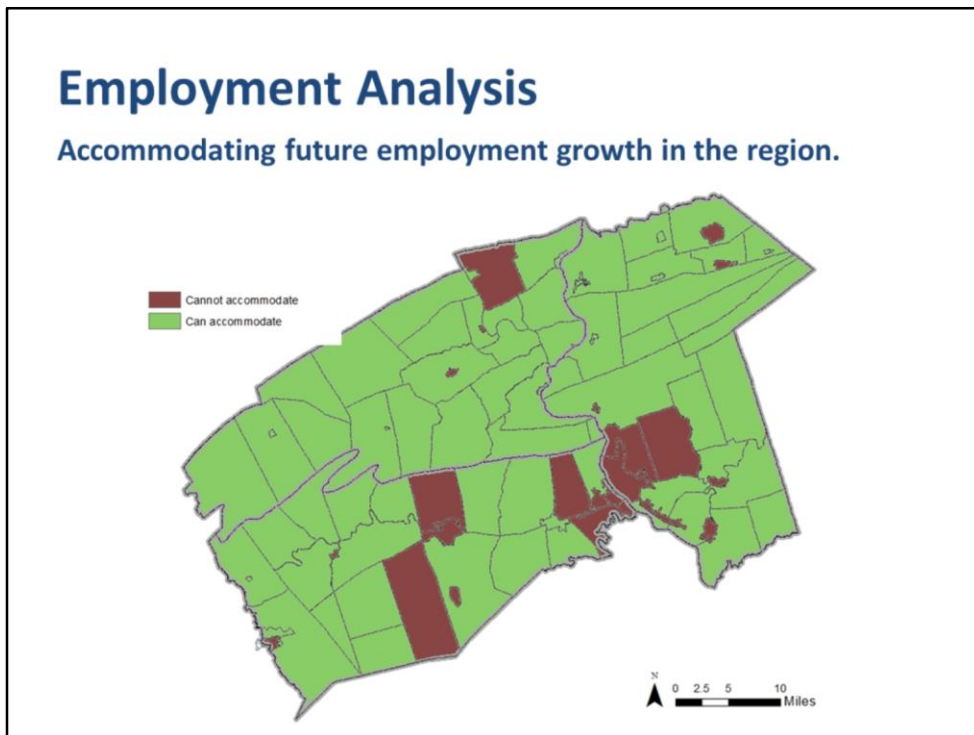 Employment Analysis
Accommodating future employment growth in the region.
Cannot accommodate
Can accommodate
N
0 2.5 5 10
Miles